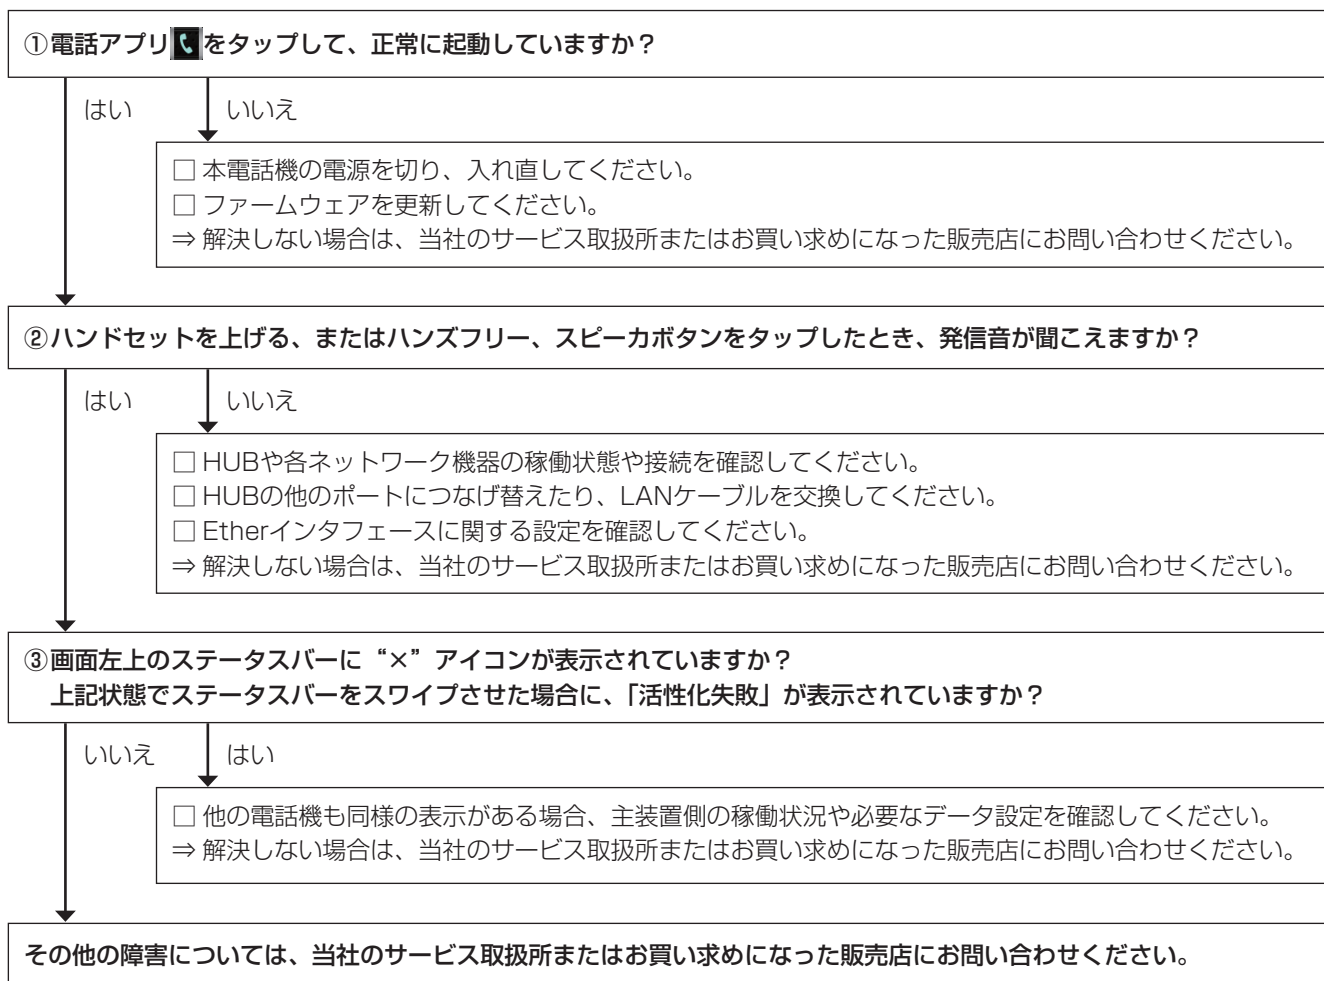 ①電話アプリをタップして、正常に起動していますか？
はい
いいえ
□ 本電話機の電源を切り、入れ直してください。
□ ファームウェアを更新してください。
⇒ 解決しない場合は、当社のサービス取扱所またはお買い求めになった販売店にお問い合わせください。
②ハンドセットを上げる、またはハンズフリー、スピーカボタンをタップしたとき、発信音が聞こえますか？
はい
いいえ
□ HUBや各ネットワーク機器の稼働状態や接続を確認してください。
□ HUBの他のポートにつなげ替えたり、LANケーブルを交換してください。
□ Etherインタフェースに関する設定を確認してください。
⇒ 解決しない場合は、当社のサービス取扱所またはお買い求めになった販売店にお問い合わせください。
③画面左上のステータスバーに“×”アイコンが表示されていますか？
上記状態でステータスバーをスワイプさせた場合に、「活性化失敗」が表示されていますか？
いいえ
はい
□ 他の電話機も同様の表示がある場合、主装置側の稼働状況や必要なデータ設定を確認してください。
⇒ 解決しない場合は、当社のサービス取扱所またはお買い求めになった販売店にお問い合わせください。
その他の障害については、当社のサービス取扱所またはお買い求めになった販売店にお問い合わせください。